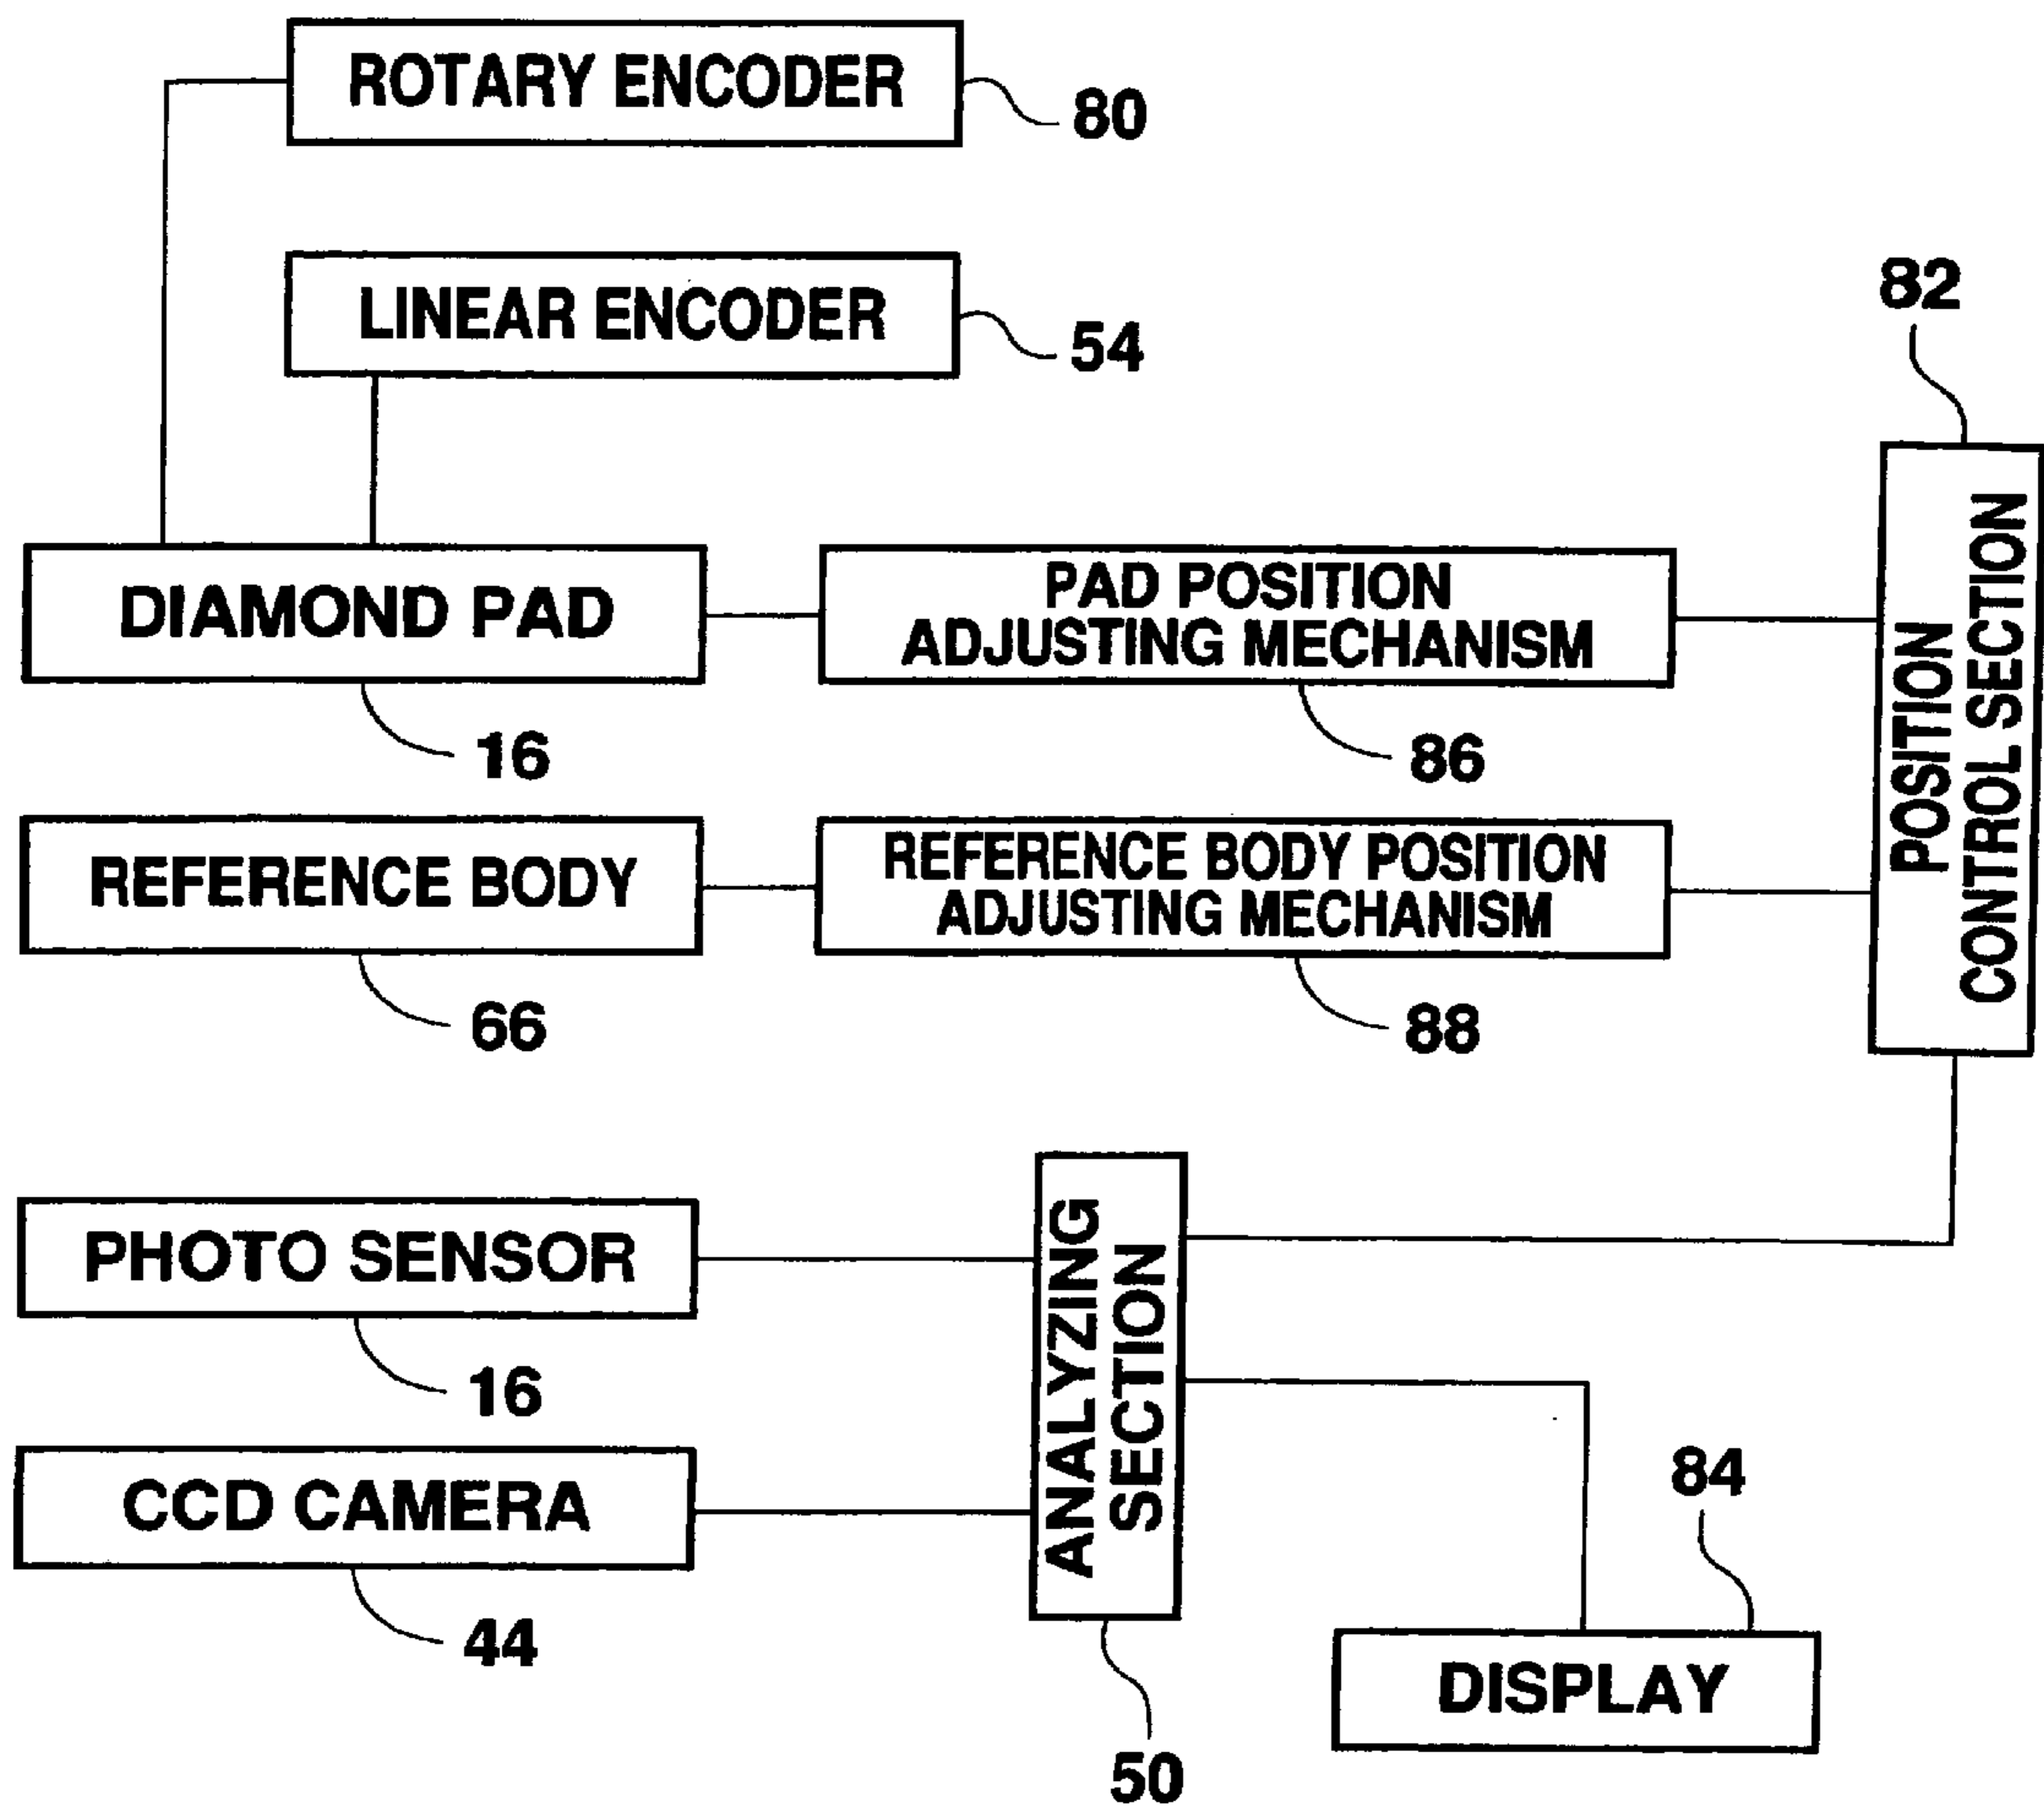 ROTARY ENCODER
80
LINEAR ENCODER
54
82
DIAMOND PAD
16
PAD POSITION
ADJUSTING MECHANISM
86
POSITION
CONTROL SECTION
REFERENCE BODY
66
REFERENCE BODY POSITION
ADJUSTING MECHANISM
88
PHOTO SENSOR
16
ANALYZING
SECTION
50
CCD CAMERA
44
84
DISPLAY